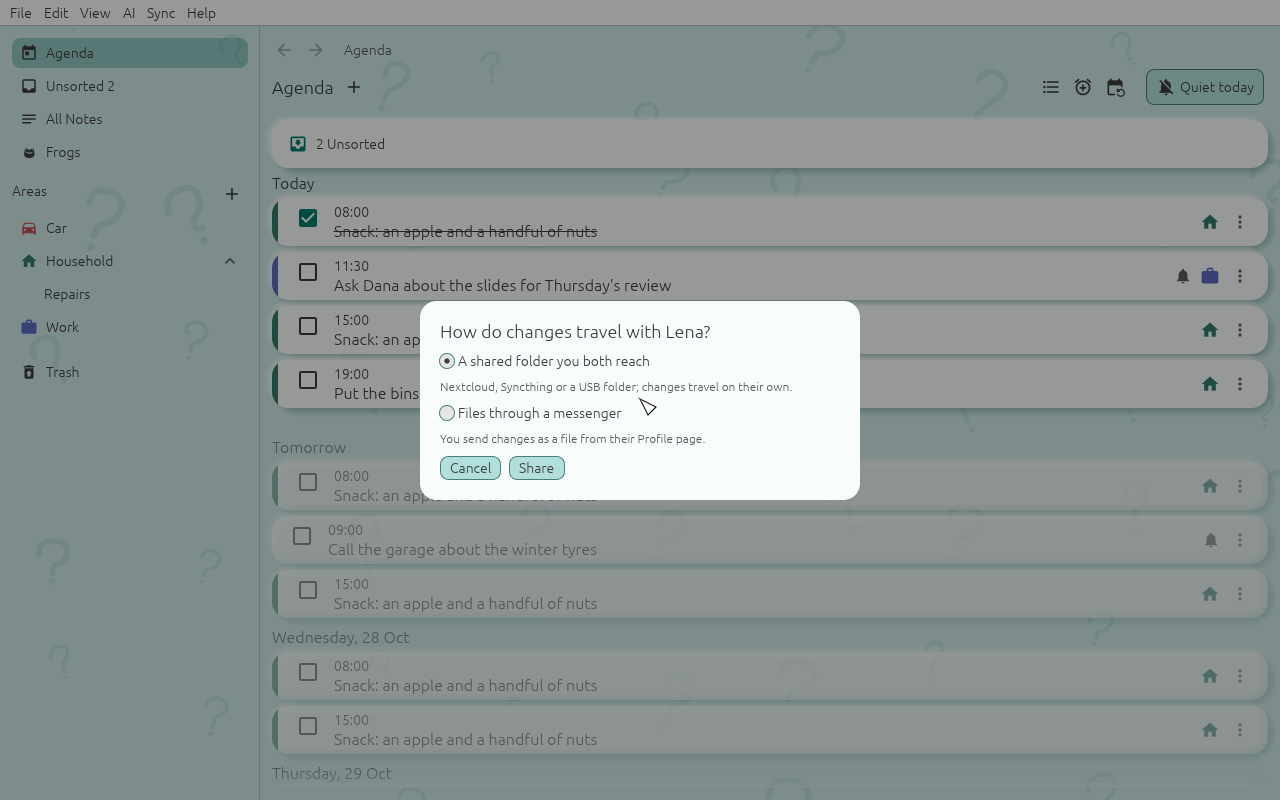 File Edit View AI Sync Help
Agenda
Unsorted 2
All Notes
Frogs
Areas
Car
Household
Repairs
Work
Trash
Agenda
Agenda
Quiet today
2 Unsorted
Today
08:00
Snack: an apple and a handful of nuts
11:30
Ask Dana about the slides for Thursday's review
15:00
Snack: an ap
19:00
Put the bins
How do changes travel with Lena?
A shared folder you both reach
Nextcloud, Syncthing or a USB folder; changes travel on their own.
Files through a messenger
You send changes as a file from their Profile page.
Cancel Share
Tomorrow
08:00
Snack: an apple and a handful of nuts
09:00
Call the garage about the winter tyres
15:00
Snack: an apple and a handful of nuts
Wednesday, 28 Oct
08:00
Snack: an apple and a handful of nuts
15:00
Snack: an apple and a handful of nuts
Thursday, 29 Oct